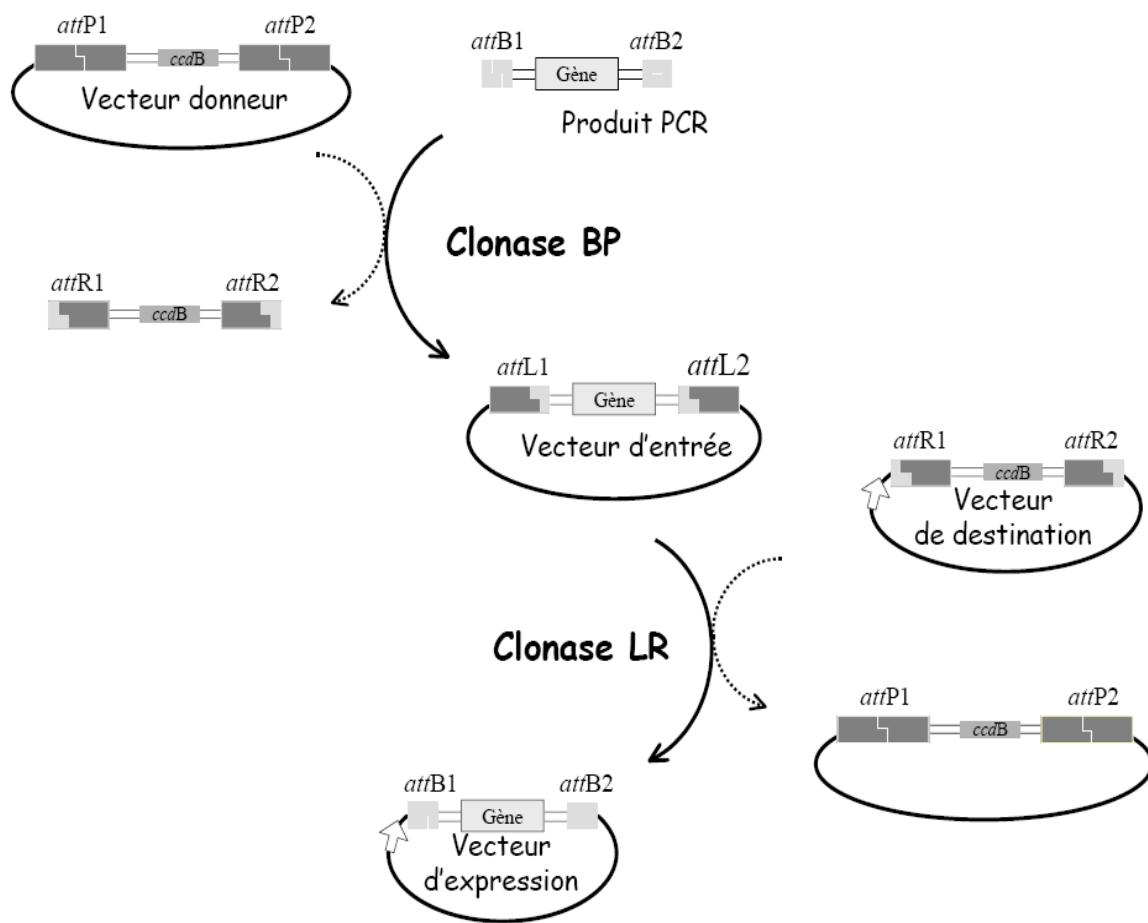 attP1 attP2
ccdB
Vecteur donneur
attB1 attB2
Gène
Produit PCR
Clonase BP
attR1 attR2
ccdB
attL1 attL2
Gène
Vecteur d'entrée
attR1 attR2
ccdB
Vecteur
de destination
Clonase LR
attP1 attP2
ccdB
attB1 attB2
Gène
Vecteur
d'expression